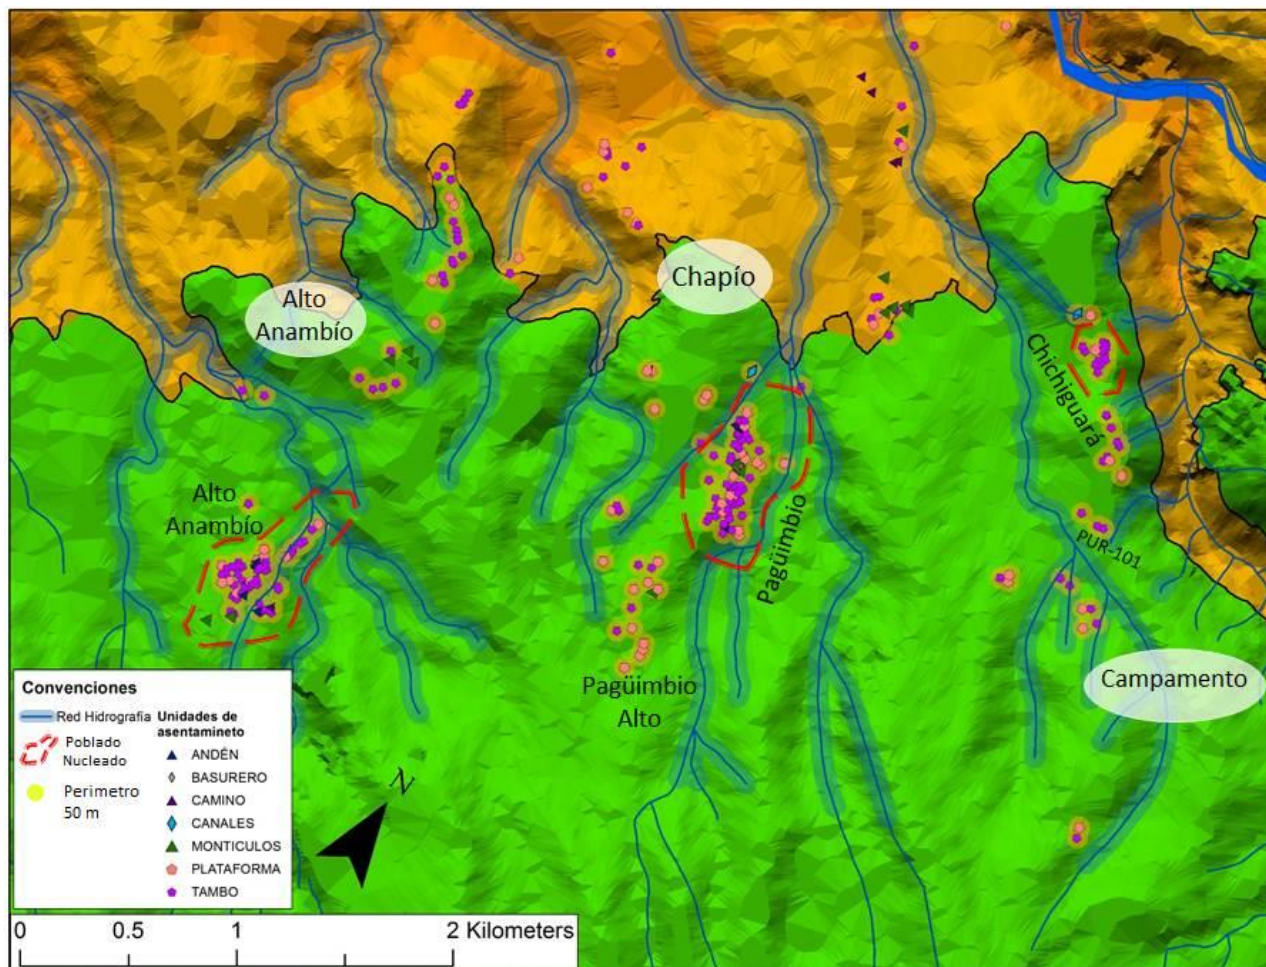 Chapío
Alto
Anambío
Chichiguará
Alto
Anambío
Pagüimbio
PUR-101
Pagüimbio
Alto
Campamento
Convenciones
Red Hidrografía
Poblado
Nucleado
Perimetro
50 m
Unidades de
asentamineto
ANDÉN
BASURERO
CAMINO
CANALES
MONTICULOS
PLATAFORMA
TAMBO
N
0 0.5 1 2 Kilometers